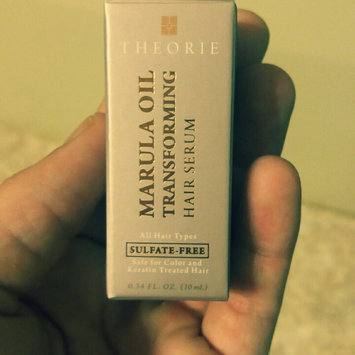 THEORIE
MARULA OIL
TRANSFORMING
HAIR SERUM
All Hair Types
SULFATE-FREE
Safe for Color and
Keratin Treated Hair
0.34 FL. OZ. (10 mL)